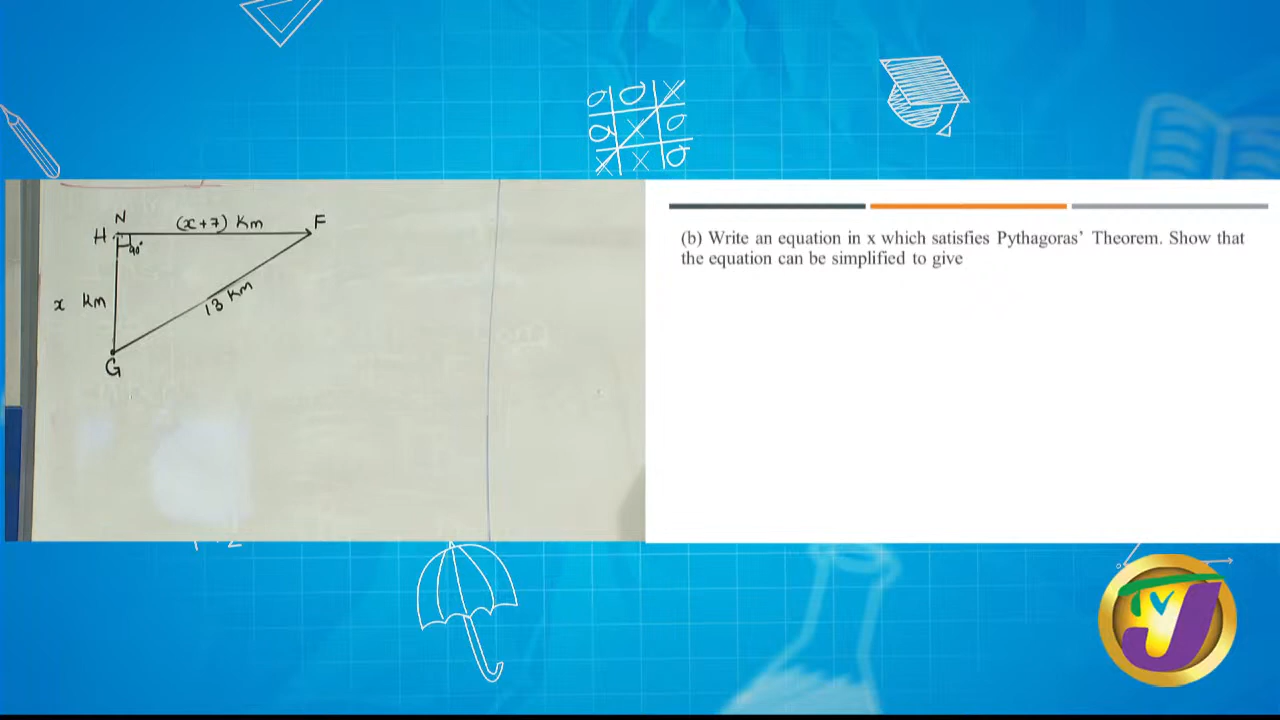 N
(x+7) Km
F
H
90°
x Km
13 Km
G
(b) Write an equation in x which satisfies Pythagoras' Theorem. Show that
the equation can be simplified to give
TVJ